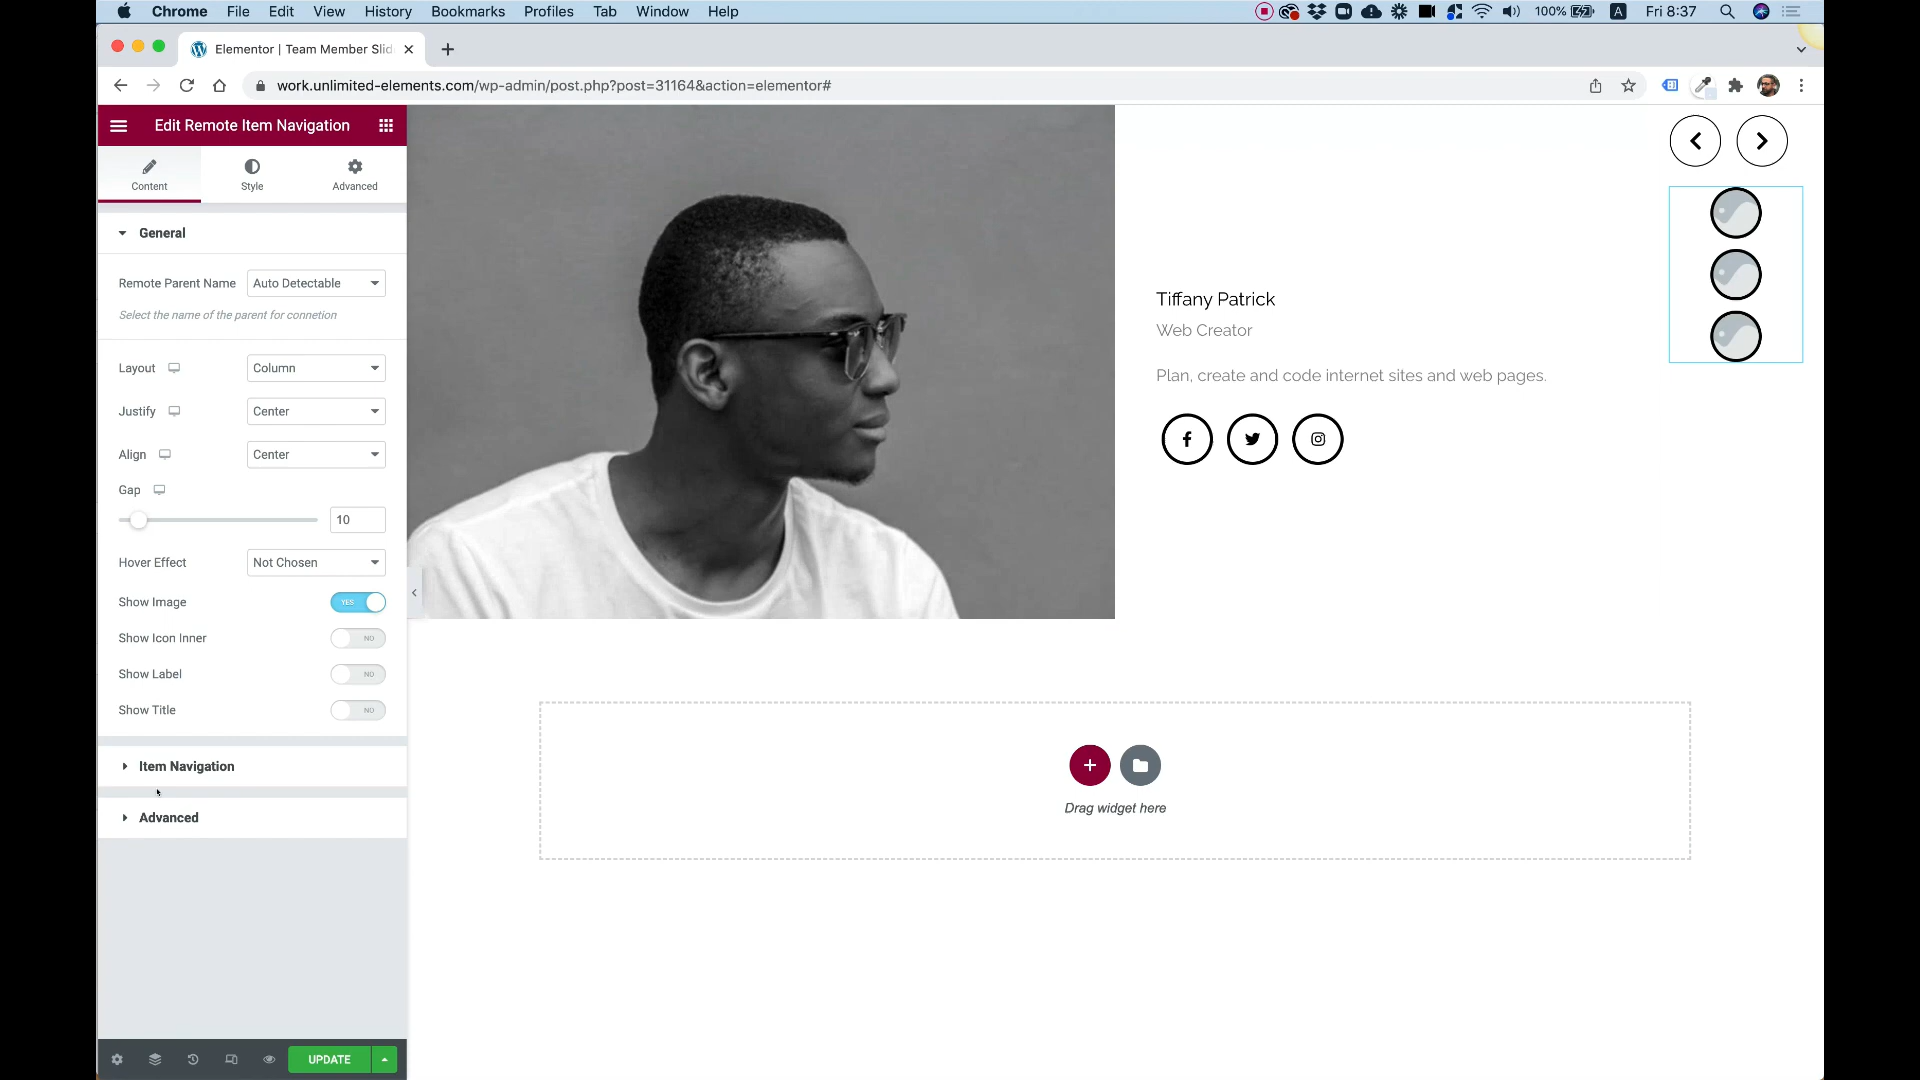 Chrome File Edit View History Bookmarks Profiles Tab Window Help
100% A Fri 8:37
Elementor | Team Member Slid
work.unlimited-elements.com/wp-admin/post.php?post=31164&action=elementor#
Edit Remote Item Navigation
Content Style Advanced
General
Remote Parent Name Auto Detectable
Select the name of the parent for connetion
Layout Column
Justify Center
Align Center
Gap
10
Hover Effect Not Chosen
Show Image YES
Show Icon Inner NO
Show Label NO
Show Title NO
Item Navigation
Advanced
UPDATE
Tiffany Patrick
Web Creator
Plan, create and code internet sites and web pages.
Drag widget here